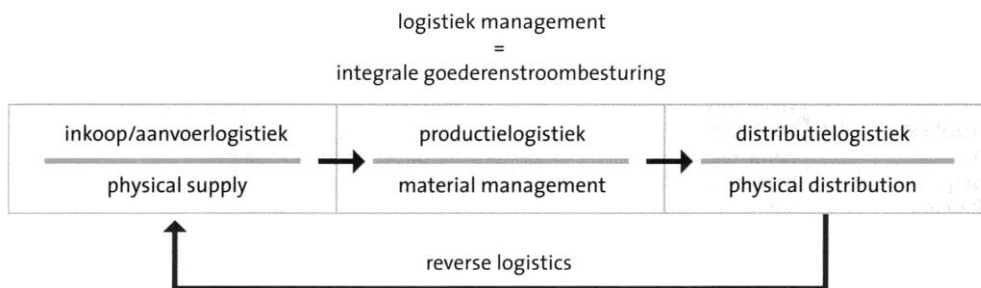 logistiek management
=
integrale goederenstroombesturing
inkoop/aanvoerlogistiek
physical supply
productielogistiek
material management
distributielogistiek
physical distribution
reverse logistics